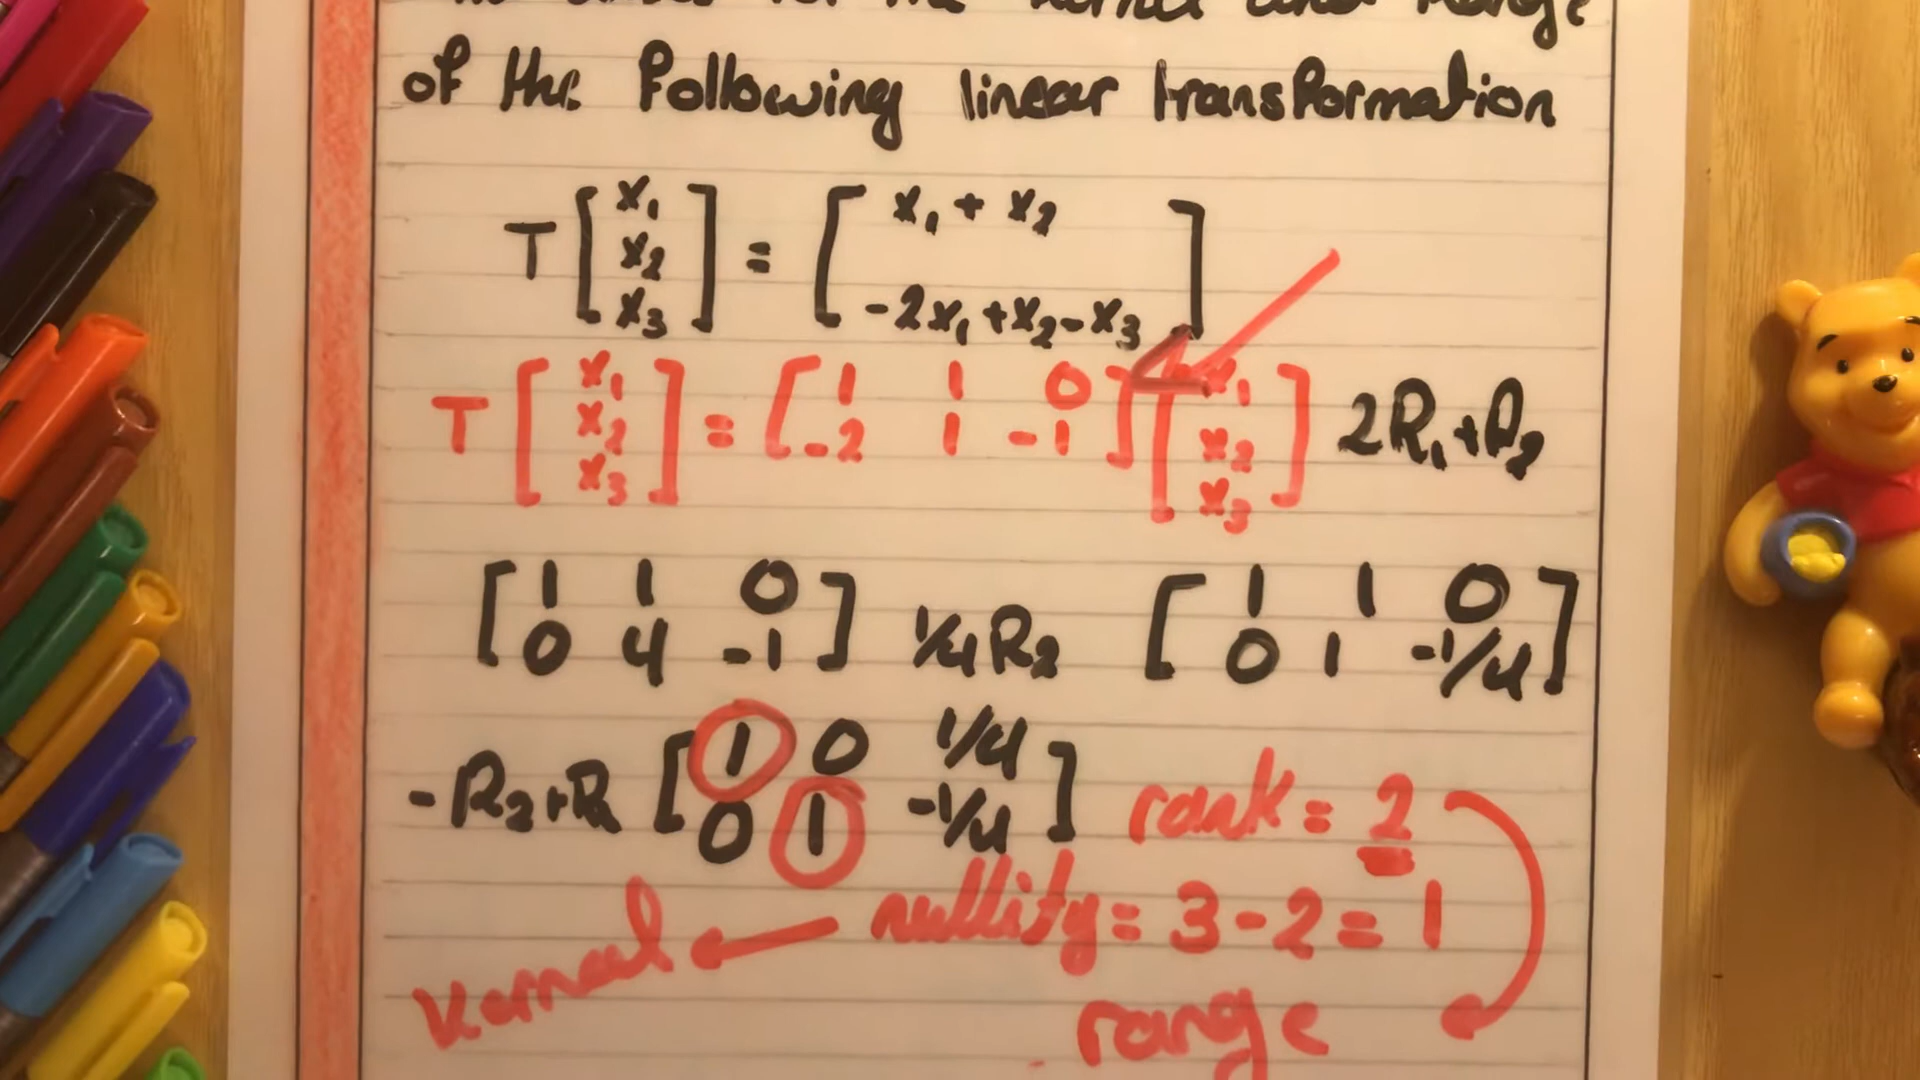 of the following linear transformation
T [x₁ x₂ x₃] = [x₁ + x₂
-2x₁ + x₂ - x₃]
T [x₁ x₂ x₃] = [1 1 0
-2 1 -1] [x₁ x₂ x₃] 2R₁+R₂
[1 1 0
0 4 -1] 1/4 R₂ [1 1 0
0 1 -1/4]
-R₂+R₁ [1 0 1/4
0 1 -1/4] rank = 2
nullity = 3 - 2 = 1
Kernel
range